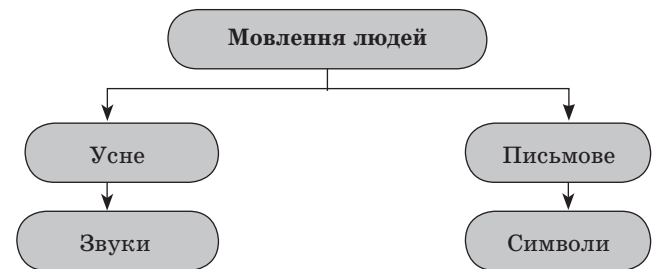 Мовлення людей
Усне
Письмове
Звуки
Символи